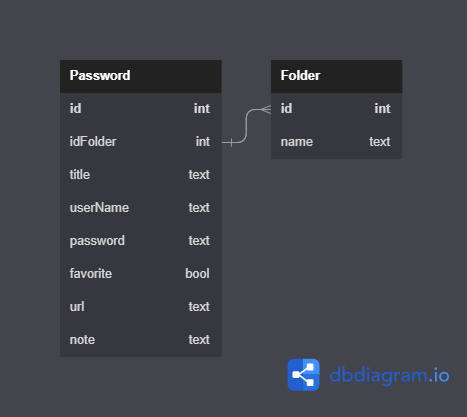 Password
id int
idFolder int
title text
userName text
password text
favorite bool
url text
note text
Folder
id int
name text
dbdiagram.io